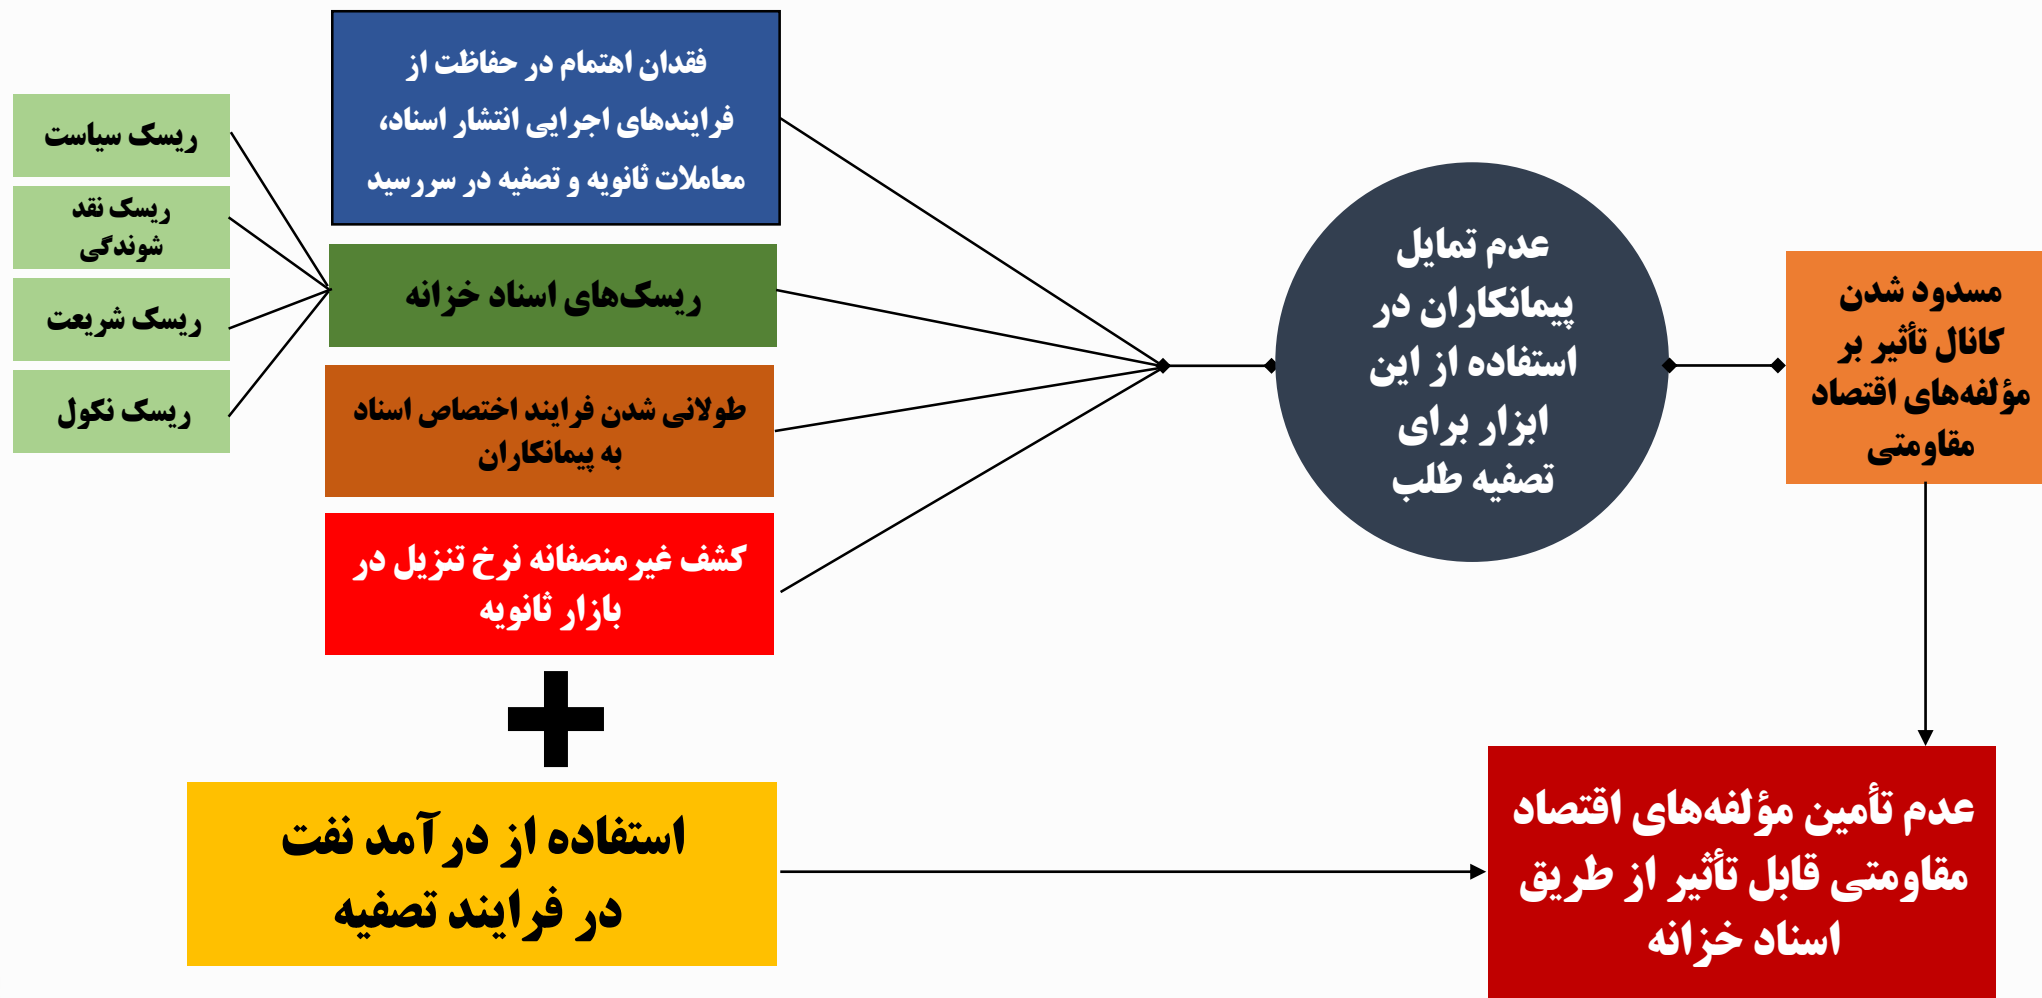 فقدان اهتمام در حفاظت از
فرایندهای اجرایی انتشار اسناد،
معاملات ثانویه و تصفیه در سررسید
ریسک سیاست
ریسک نقد
شوندگی
ریسک شریعت
ریسک نکول
ریسک‌های اسناد خزانه
طولانی شدن فرایند اختصاص اسناد
به پیمانکاران
کشف غیرمنصفانه نرخ تنزیل در
بازار ثانویه
عدم تمایل
پیمانکاران در
استفاده از این
ابزار برای
تصفیه طلب
مسدود شدن
کانال تأثیر بر
مؤلفه‌های اقتصاد
مقاومتی
استفاده از درآمد نفت
در فرایند تصفیه
عدم تأمین مؤلفه‌های اقتصاد
مقاومتی قابل تأثیر از طریق
اسناد خزانه